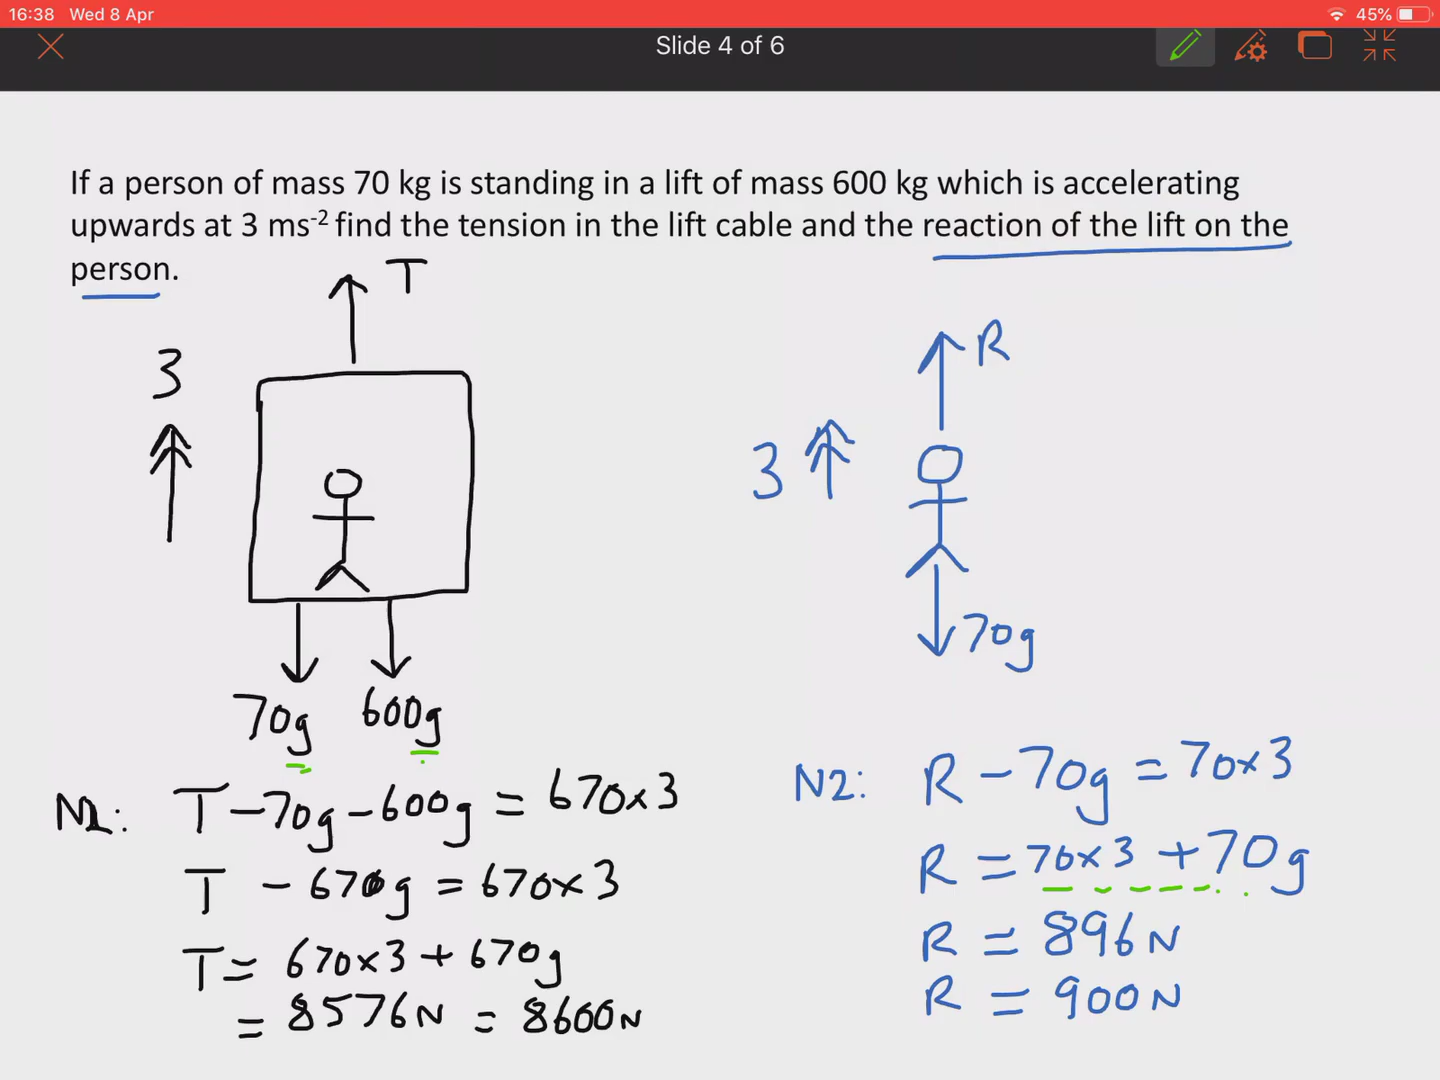 16:38 Wed 8 Apr
45%
Slide 4 of 6
If a person of mass 70 kg is standing in a lift of mass 600 kg which is accelerating
upwards at 3 ms⁻² find the tension in the lift cable and the reaction of the lift on the
person.
T
3
70g 600g
T - 70g - 600g = 670 x 3
T - 670g = 670 x 3
T = 670 x 3 + 670g
= 8576N = 8600N
R
3
70g
N2: R - 70g = 70 x 3
R = 70 x 3 + 70g
R = 896N
R = 900N